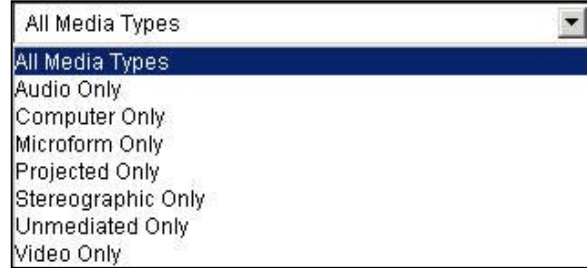 All Media Types
All Media Types
Audio Only
Computer Only
Microform Only
Projected Only
Stereographic Only
Unmediated Only
Video Only